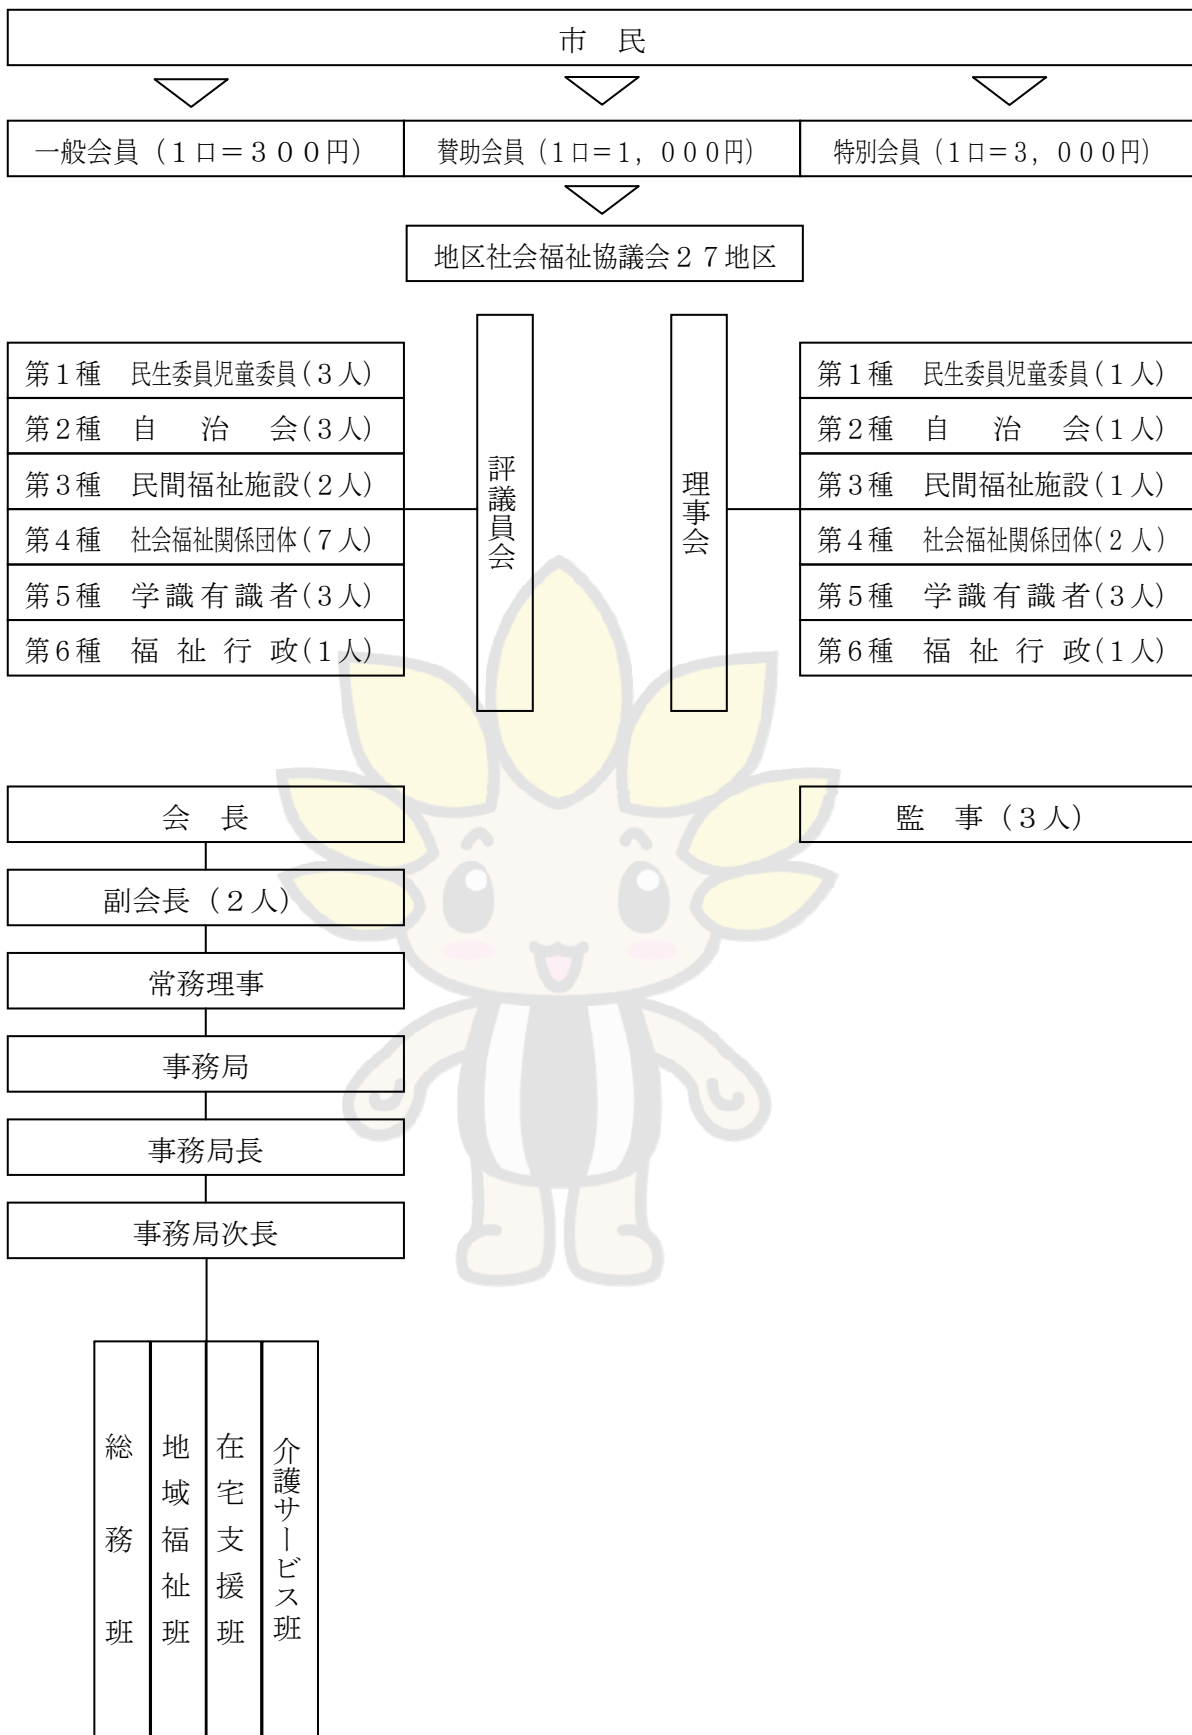 市　民
一般会員（1口＝３００円）
賛助会員（1口＝1，０００円）
特別会員（1口＝3，０００円）
地区社会福祉協議会２７地区
第1種　民生委員児童委員(3人)
第2種　自　治　会(3人)
第3種　民間福祉施設(2人)
第4種　社会福祉関係団体(7人)
第5種　学識有識者(3人)
第6種　福祉行政(1人)
評議員会
理事会
第1種　民生委員児童委員(1人)
第2種　自　治　会(1人)
第3種　民間福祉施設(1人)
第4種　社会福祉関係団体(2人)
第5種　学識有識者(3人)
第6種　福祉行政(1人)
会　長
監　事（３人）
副会長（２人）
常務理事
事務局
事務局長
事務局次長
総務班
地域福祉班
在宅支援班
介護サービス班